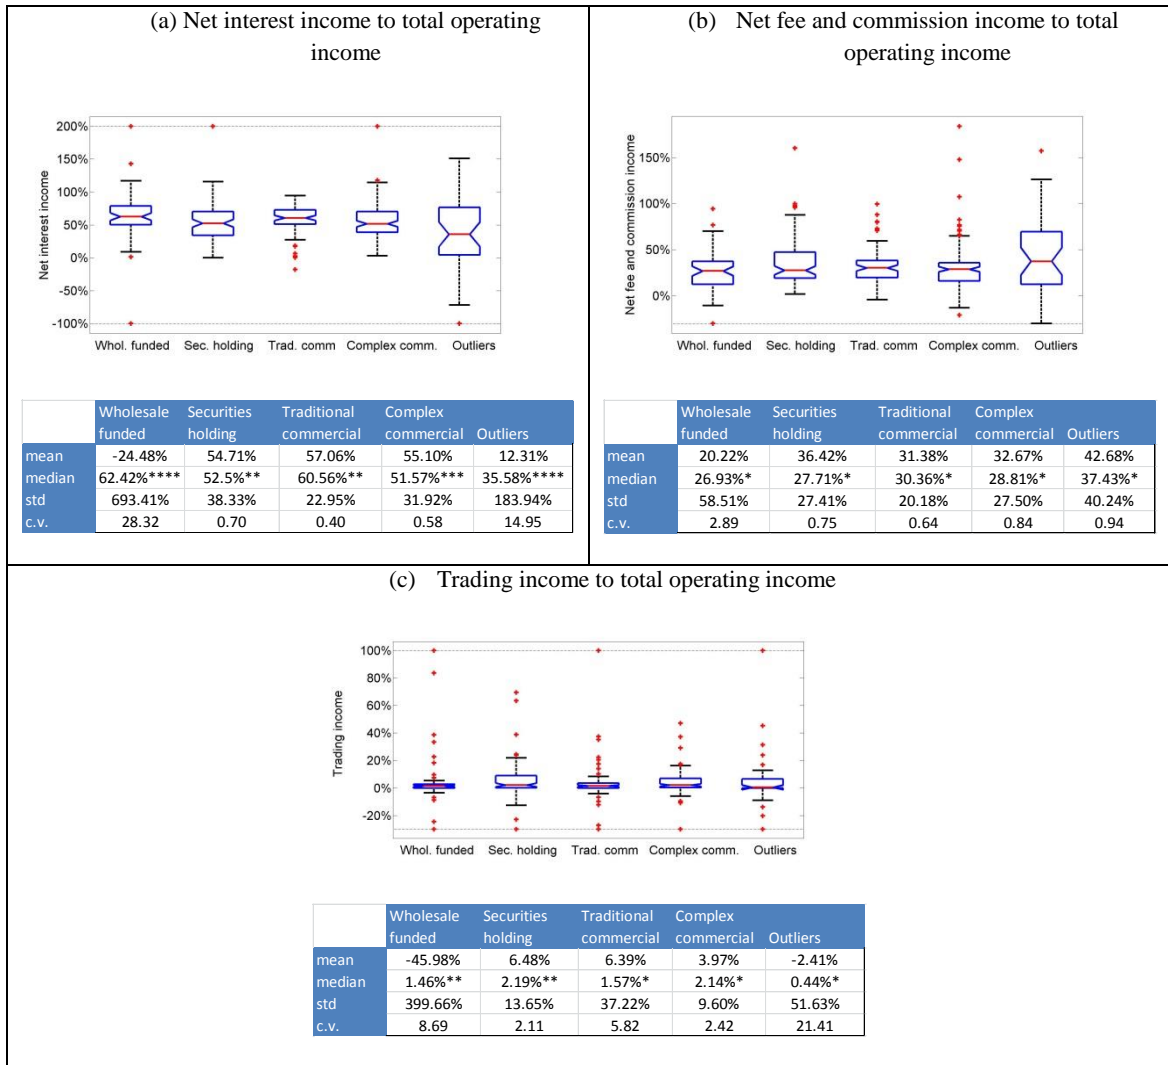 (a) Net interest income to total operating
income
200%
150%
100%
50%
0%
-50%
-100%
Net interest income
Whol. funded Sec. holding Trad. comm Complex comm. Outliers
Wholesale Securities Traditional Complex
funded holding commercial commercial Outliers
mean -24.48% 54.71% 57.06% 55.10% 12.31%
median 62.42%**** 52.5%** 60.56%** 51.57%*** 35.58%****
std 693.41% 38.33% 22.95% 31.92% 183.94%
c.v. 28.32 0.70 0.40 0.58 14.95
(b) Net fee and commission income to total
operating income
150%
100%
50%
0%
Net fee and commission income
Whol. funded Sec. holding Trad. comm Complex comm. Outliers
Wholesale Securities Traditional Complex
funded holding commercial commercial Outliers
mean 20.22% 36.42% 31.38% 32.67% 42.68%
median 26.93%* 27.71%* 30.36%* 28.81%* 37.43%*
std 58.51% 27.41% 20.18% 27.50% 40.24%
c.v. 2.89 0.75 0.64 0.84 0.94
(c) Trading income to total operating income
100%
80%
60%
40%
20%
0%
-20%
Trading income
Whol. funded Sec. holding Trad. comm Complex comm. Outliers
Wholesale Securities Traditional Complex
funded holding commercial commercial Outliers
mean -45.98% 6.48% 6.39% 3.97% -2.41%
median 1.46%** 2.19%** 1.57%* 2.14%* 0.44%*
std 399.66% 13.65% 37.22% 9.60% 51.63%
c.v. 8.69 2.11 5.82 2.42 21.41